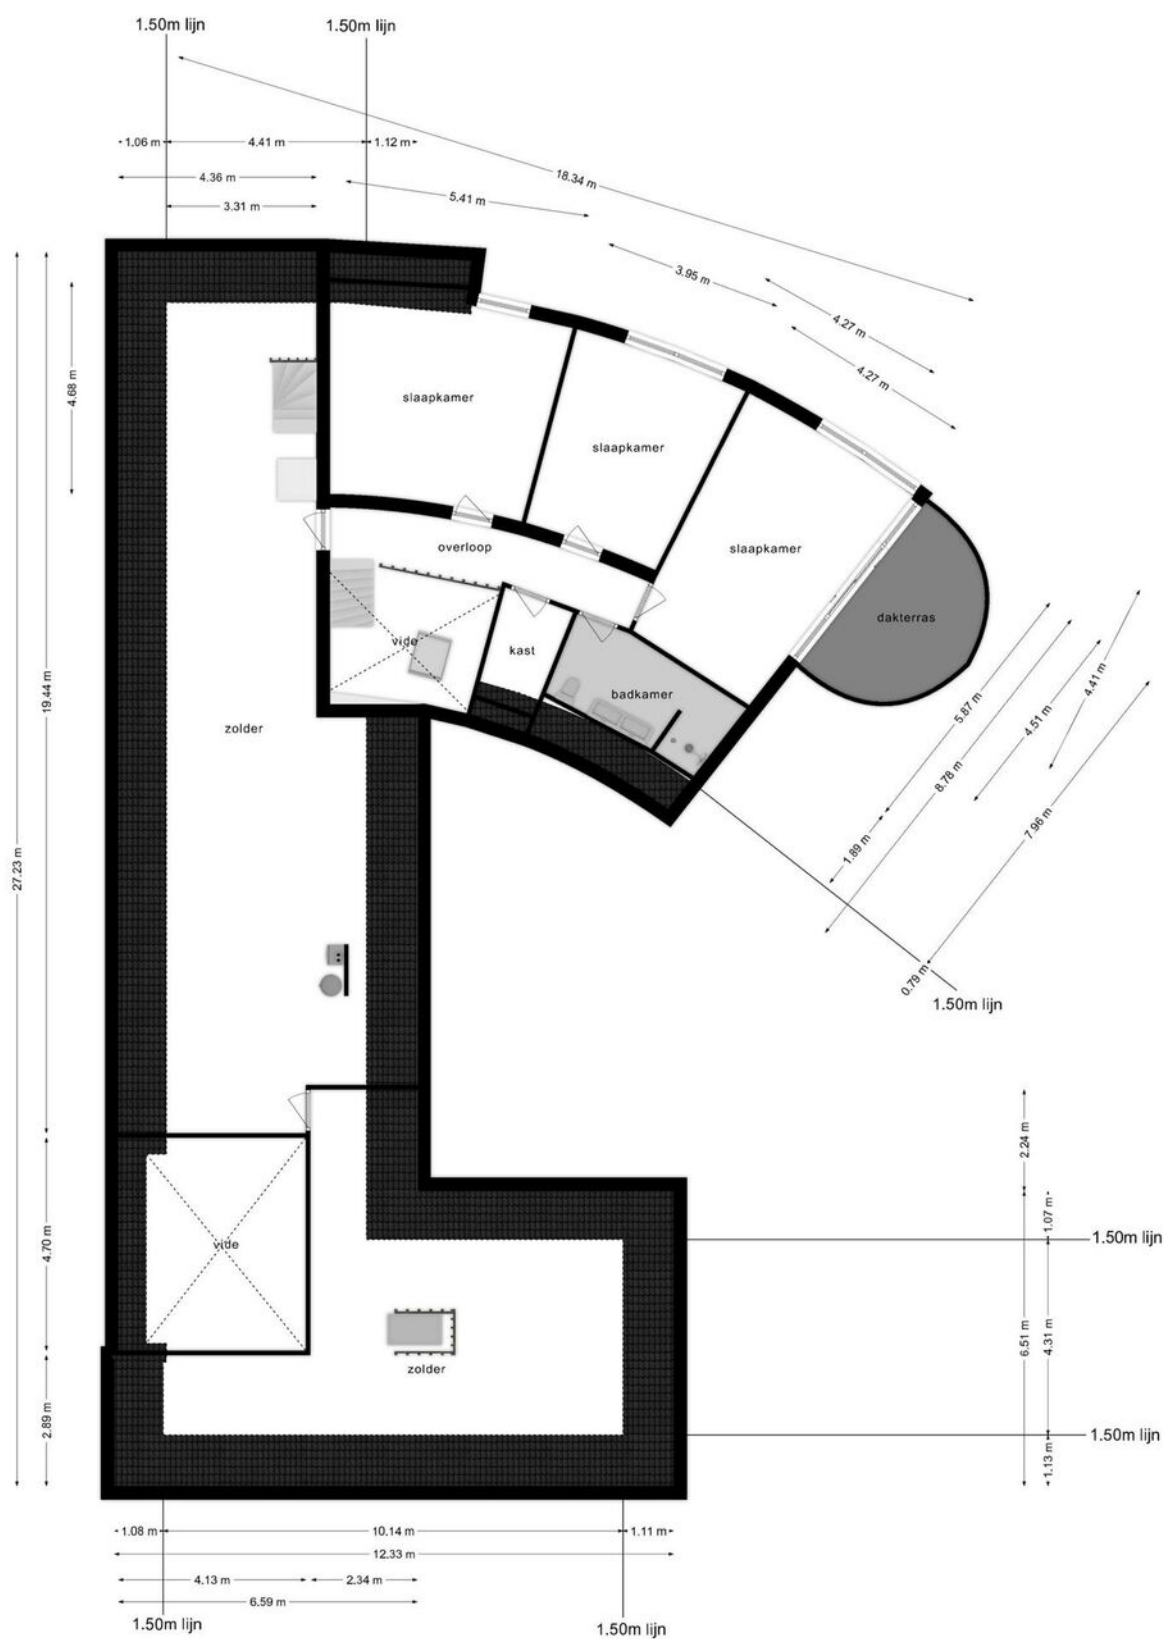 1.50m lijn
1.50m lijn
1.06 m
4.41 m
1.12 m
4.36 m
3.31 m
18.34 m
5.41 m
3.95 m
4.27 m
4.27 m
4.68 m
slaapkamer
slaapkamer
slaapkamer
overloop
vide
kast
badkamer
dakterras
zolder
19.44 m
27.23 m
5.87 m
8.78 m
4.51 m
4.41 m
7.96 m
1.89 m
0.79 m
1.50m lijn
2.24 m
1.07 m
1.50m lijn
4.70 m
vide
6.51 m
4.31 m
zolder
2.89 m
1.50m lijn
1.13 m
1.08 m
10.14 m
1.11 m
12.33 m
4.13 m
2.34 m
6.59 m
1.50m lijn
1.50m lijn